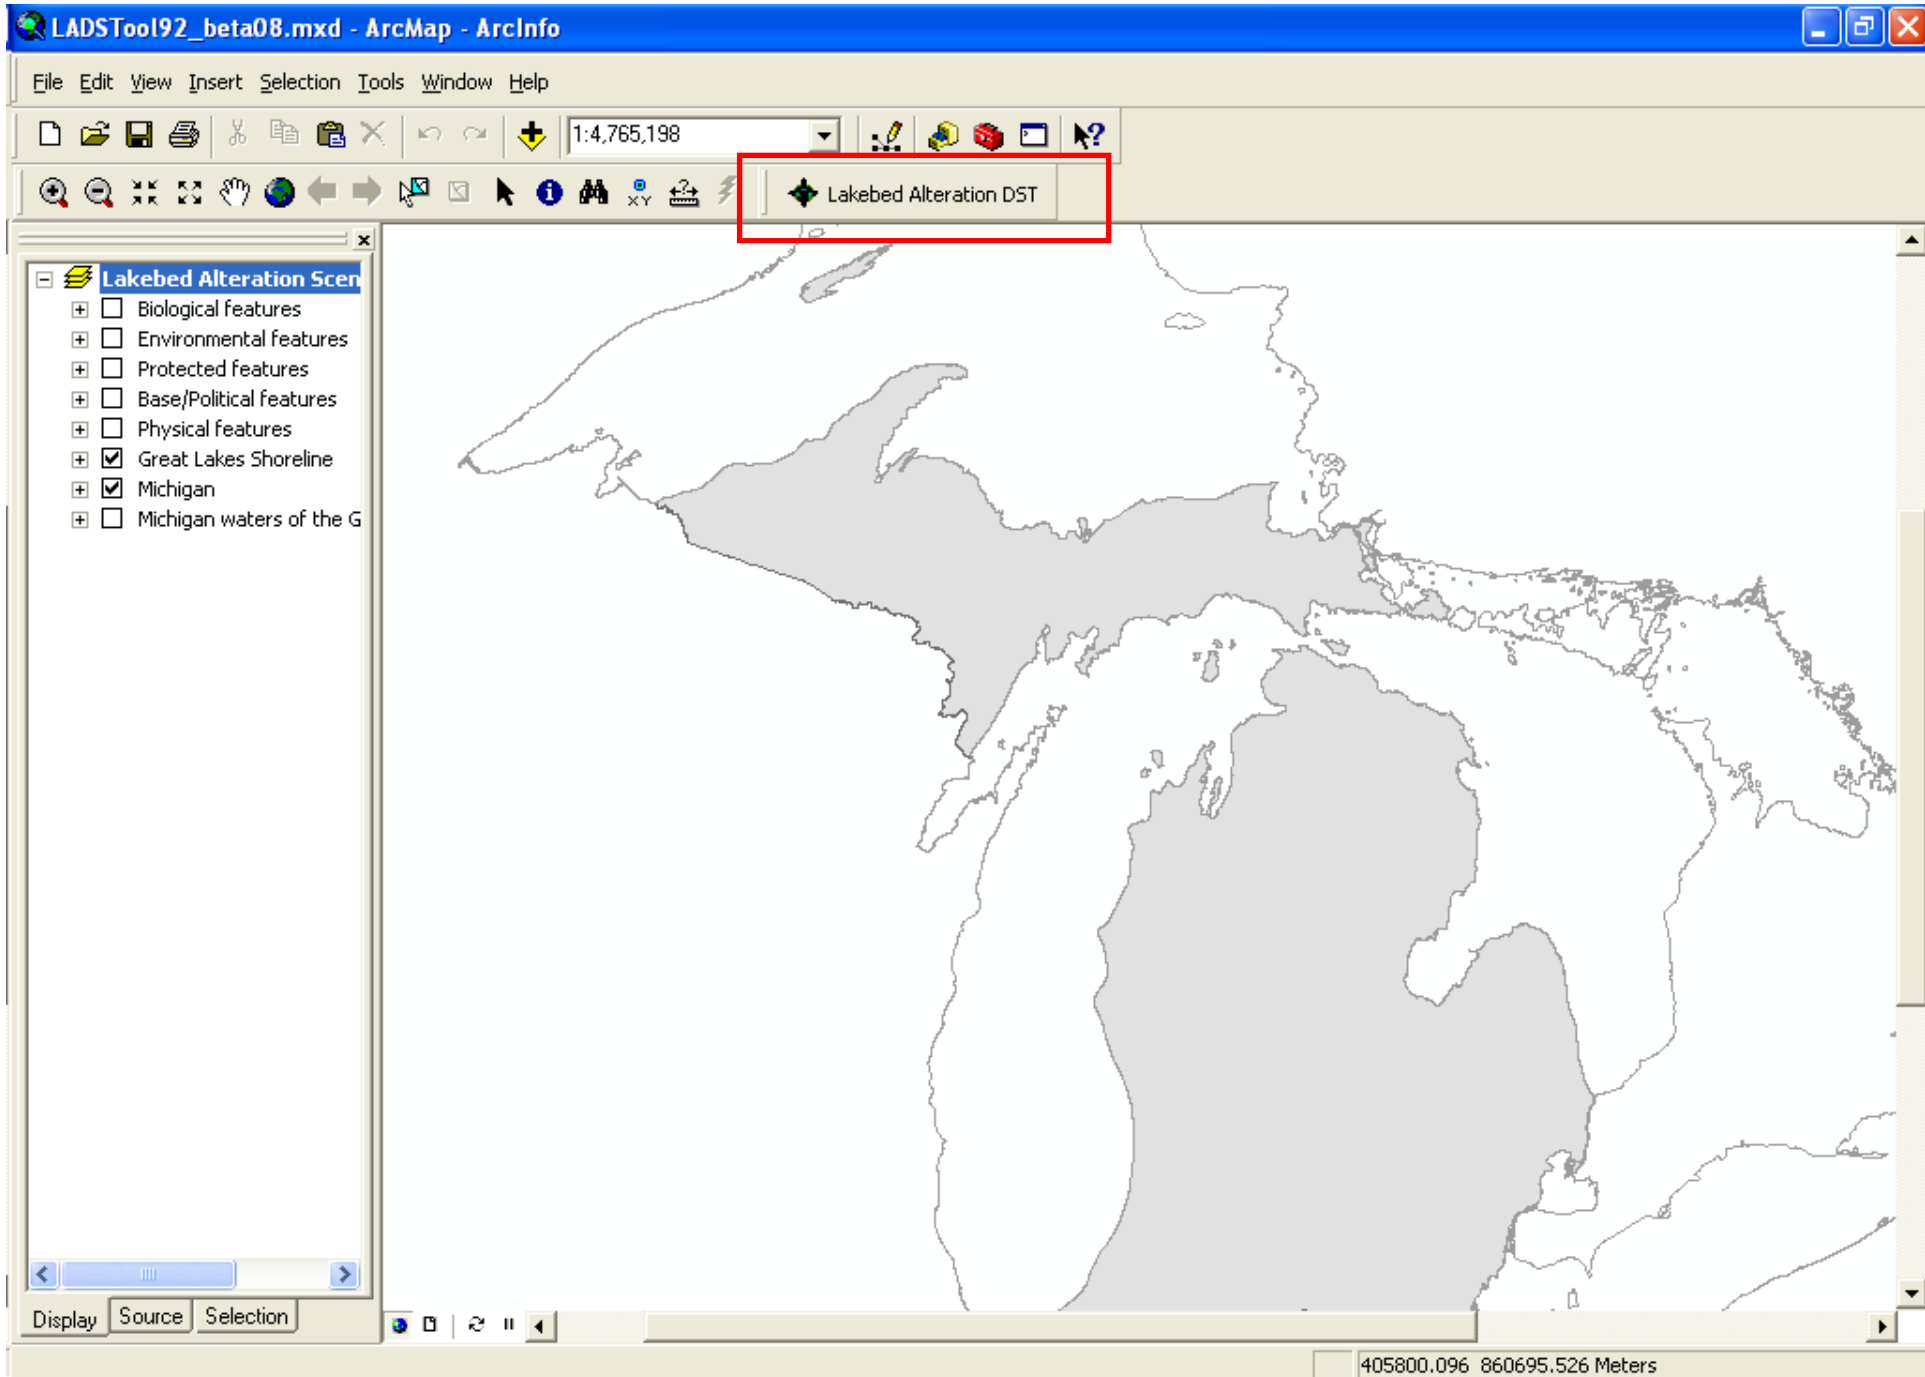 LADSTool92_beta08.mxd - ArcMap - ArcInfo
File Edit View Insert Selection Tools Window Help
1:4,765,198
XY
Lakebed Alteration DST
Lakebed Alteration Scen
Biological features
Environmental features
Protected features
Base/Political features
Physical features
Great Lakes Shoreline
Michigan
Michigan waters of the G
Display Source Selection
405800.096 860695.526 Meters